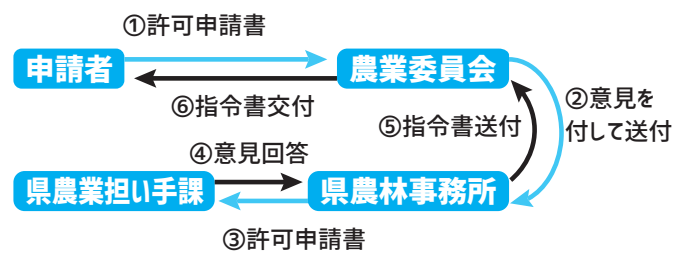 ①許可申請書
申請者
農業委員会
⑥指令書交付
②意見を
付して送付
⑤指令書送付
④意見回答
県農業担い手課
県農林事務所
③許可申請書